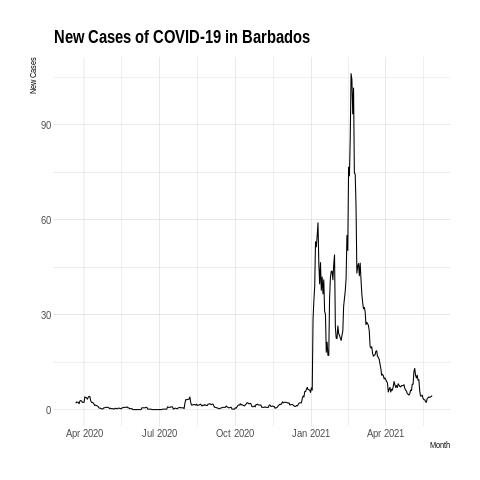 New Cases of COVID-19 in Barbados
New Cases
90
60
30
0
Apr 2020 Jul 2020 Oct 2020 Jan 2021 Apr 2021
Month